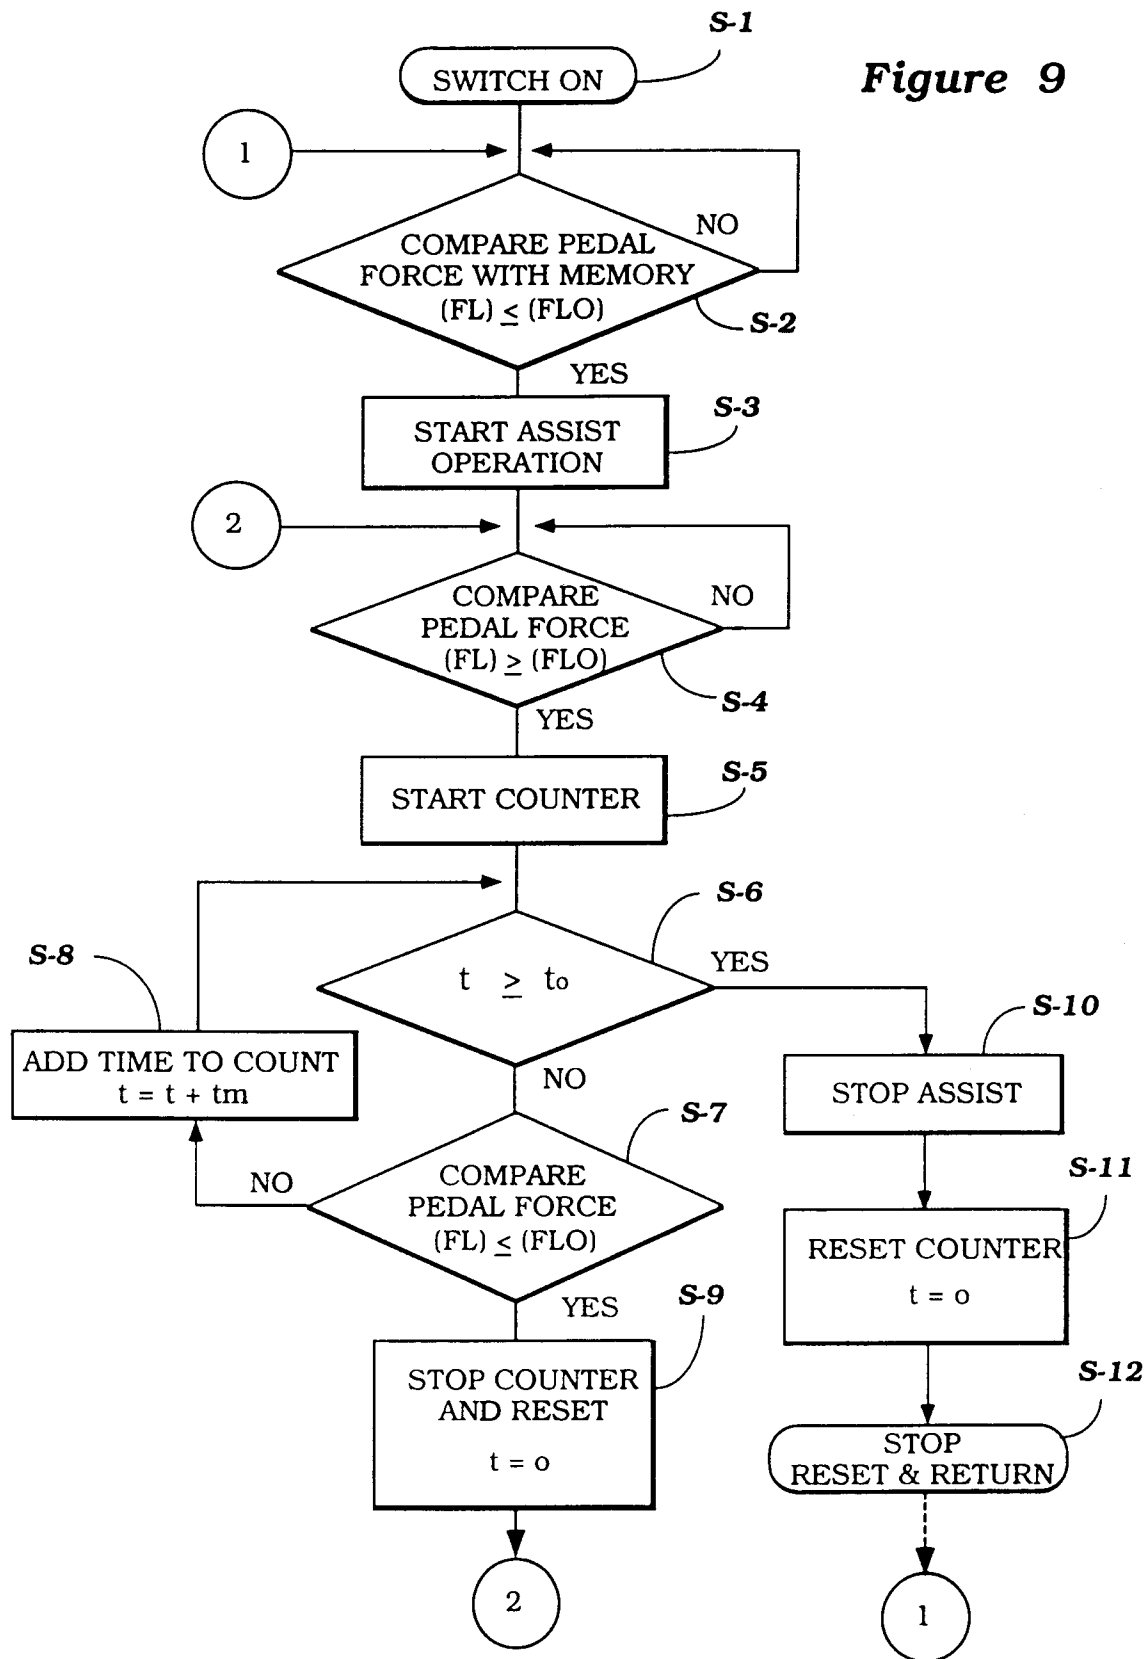 S-1
Figure 9
SWITCH ON
1
NO
COMPARE PEDAL
FORCE WITH MEMORY
(FL) ≤ (FLO)
S-2
YES
S-3
START ASSIST
OPERATION
2
COMPARE
PEDAL FORCE
(FL) ≥ (FLO)
NO
S-4
YES
S-5
START COUNTER
S-6
t ≥ to
YES
S-8
ADD TIME TO COUNT
t = t + tm
NO
S-10
STOP ASSIST
S-7
COMPARE
PEDAL FORCE
(FL) ≤ (FLO)
NO
S-11
RESET COUNTER
t = o
YES
S-9
STOP COUNTER
AND RESET
t = o
S-12
STOP
RESET & RETURN
2
1